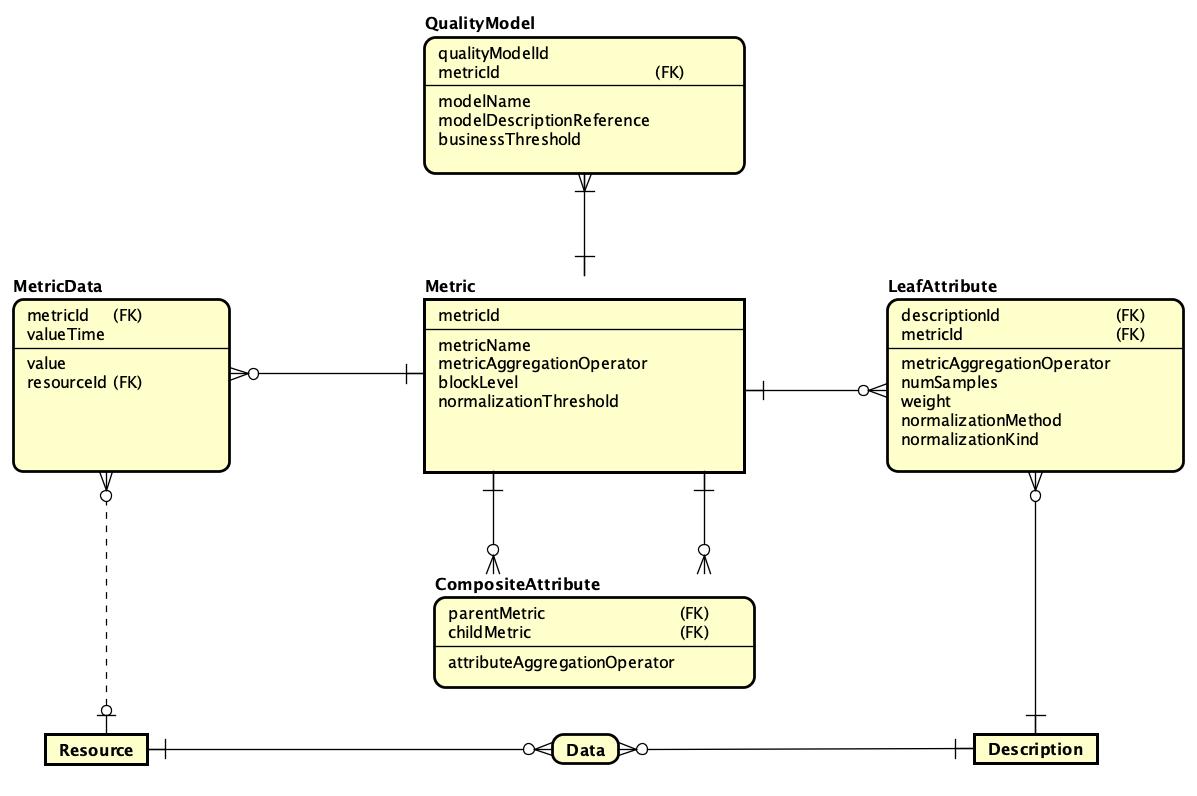 QualityModel
qualityModelId
metricId (FK)
modelName
modelDescriptionReference
businessThreshold
MetricData
metricId (FK)
valueTime
value
resourceId (FK)
Metric
metricId
metricName
metricAggregationOperator
blockLevel
normalizationThreshold
LeafAttribute
descriptionId (FK)
metricId (FK)
metricAggregationOperator
numSamples
weight
normalizationMethod
normalizationKind
CompositeAttribute
parentMetric (FK)
childMetric (FK)
attributeAggregationOperator
Resource
Data
Description